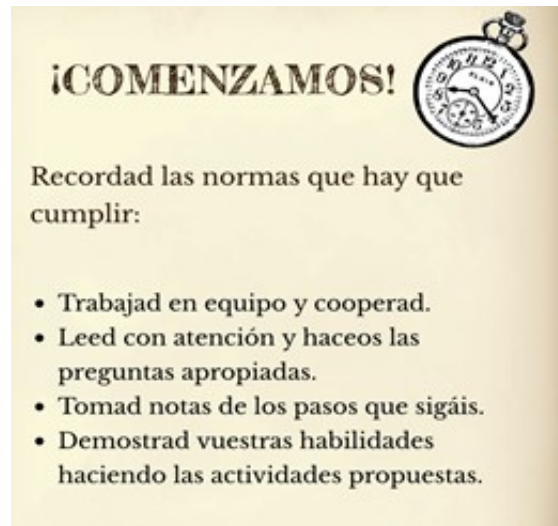 ¡COMENZAMOS!
Recordad las normas que hay que
cumplir:
• Trabajad en equipo y cooperad.
• Leed con atención y haceos las
preguntas apropiadas.
• Tomad notas de los pasos que sigáis.
• Demostrad vuestras habilidades
haciendo las actividades propuestas.